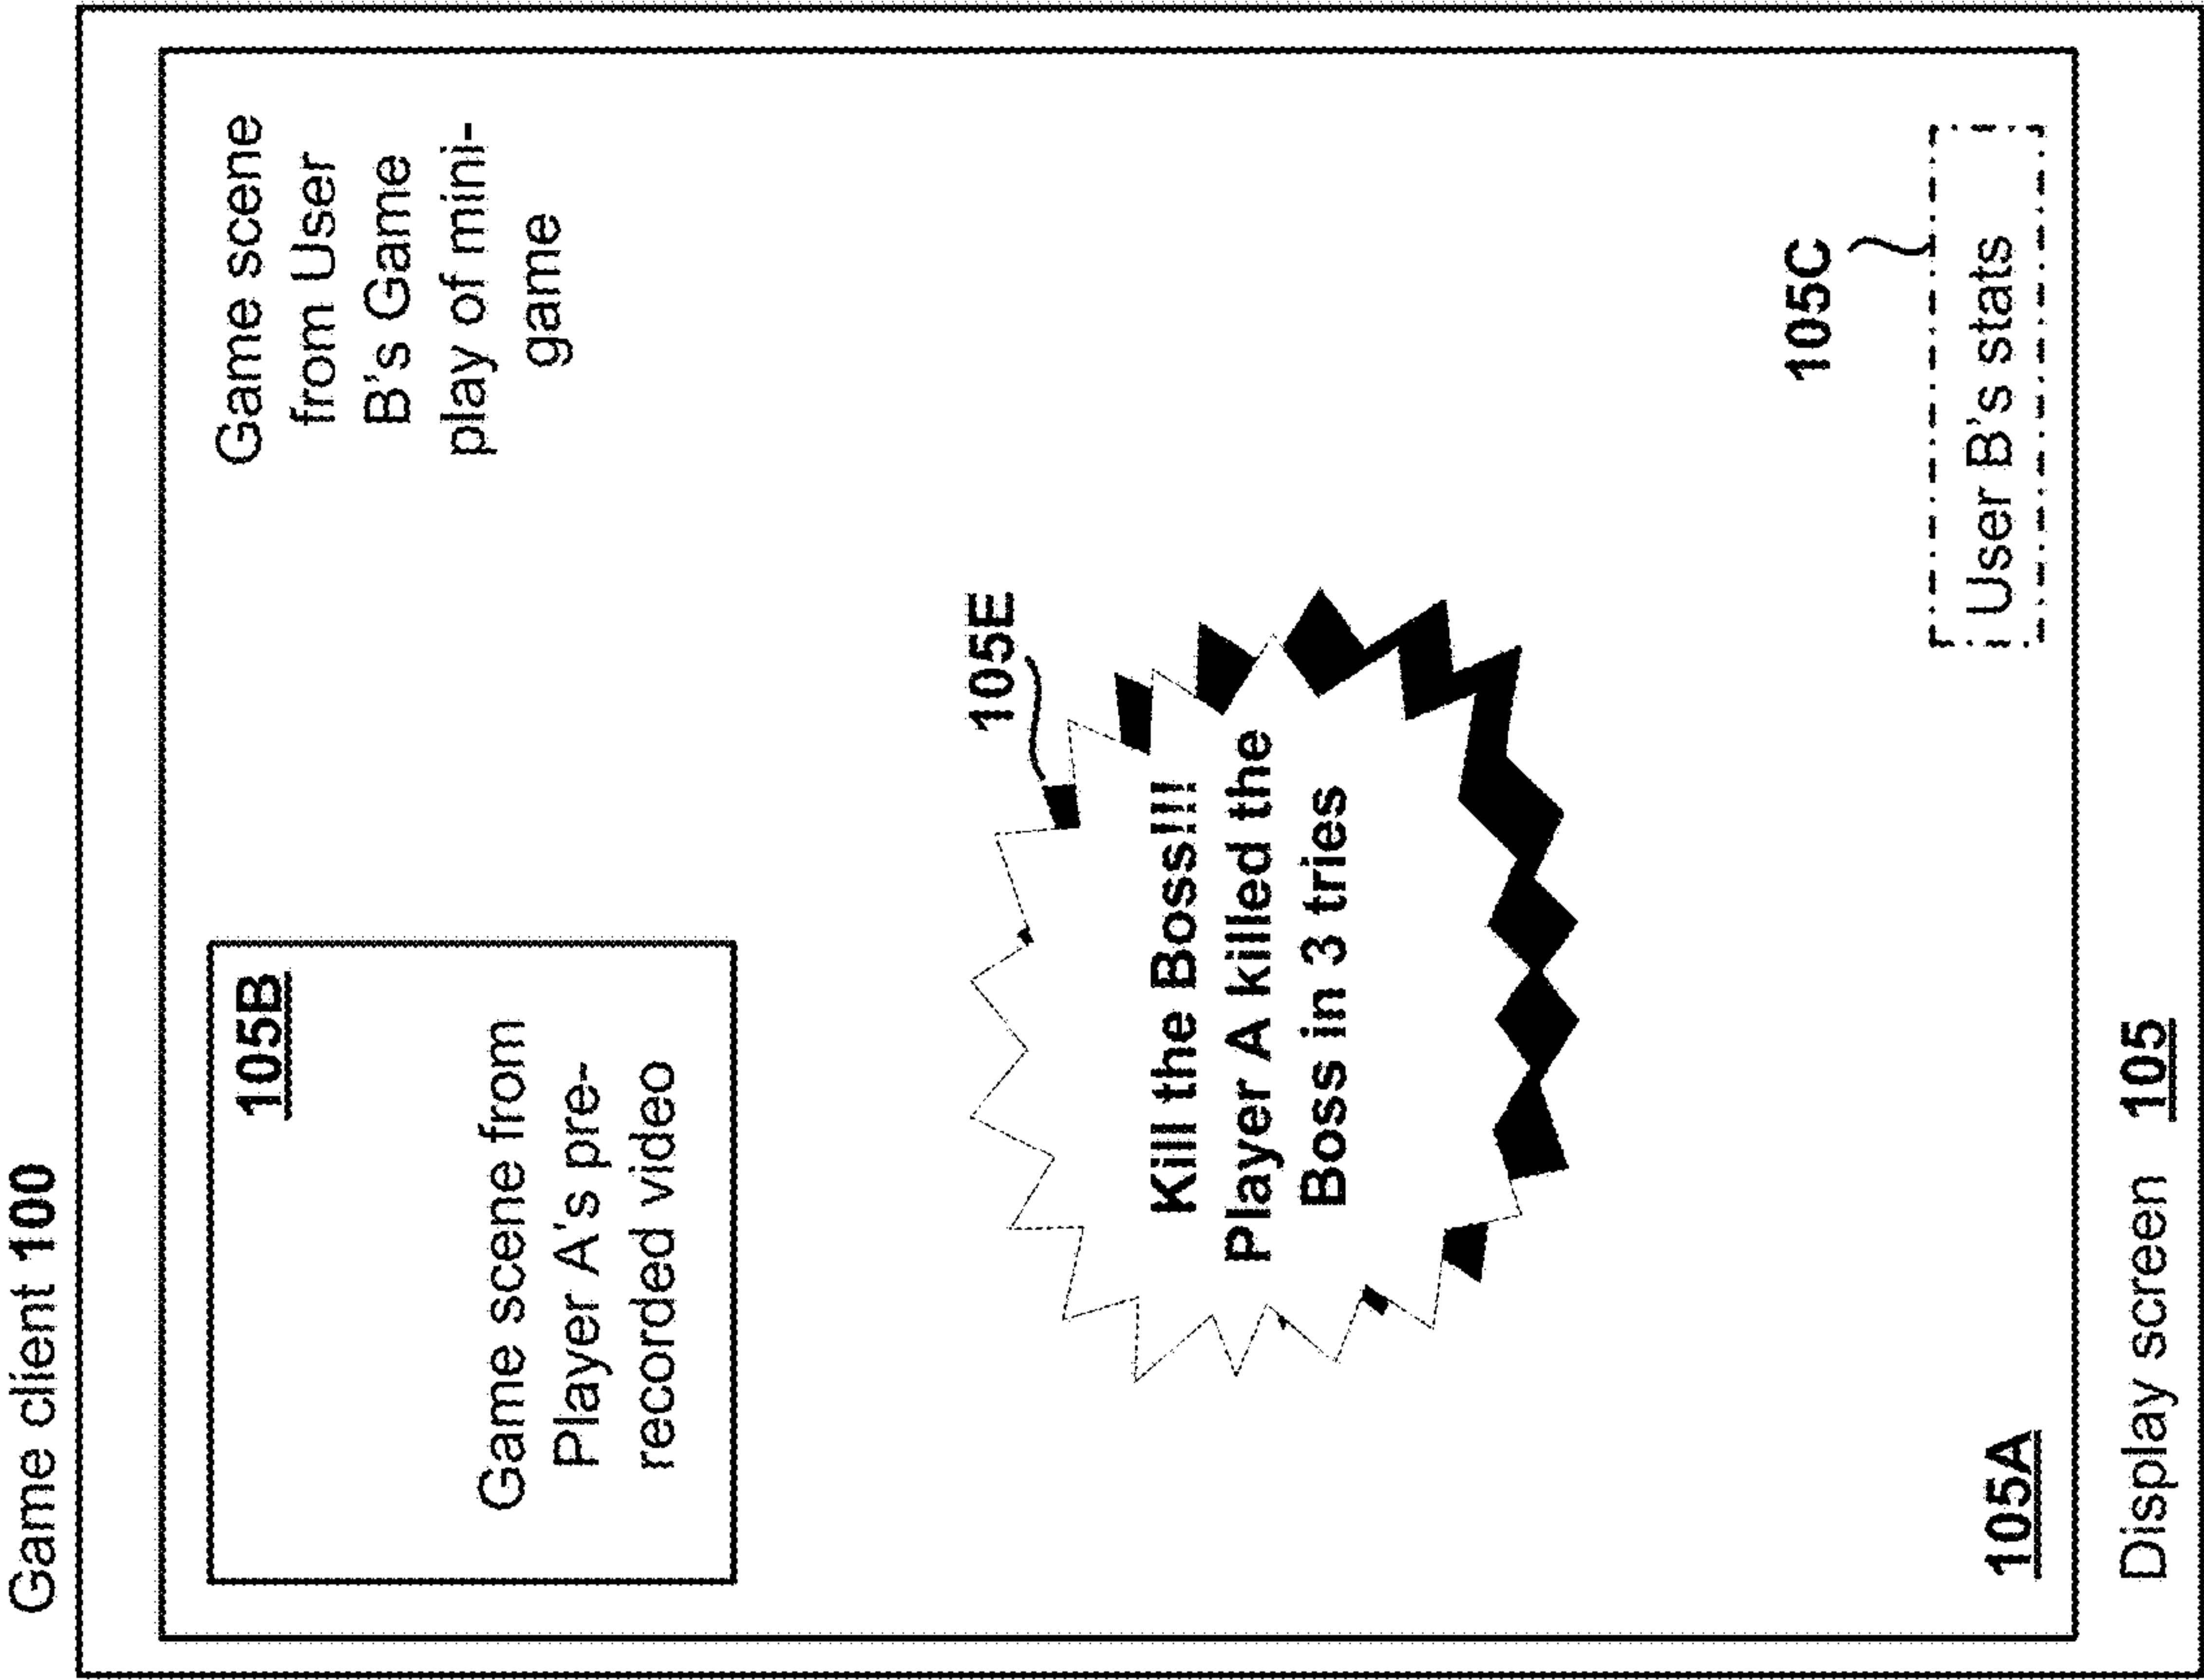 Game client 100
105B
Game scene from
Player A's pre-
recorded video
Game scene
from User
B's Game
play of mini-
game
105E
Kill the Boss!!!
Player A killed the
Boss in 3 tries
105C
User B's stats
105A
Display screen 105